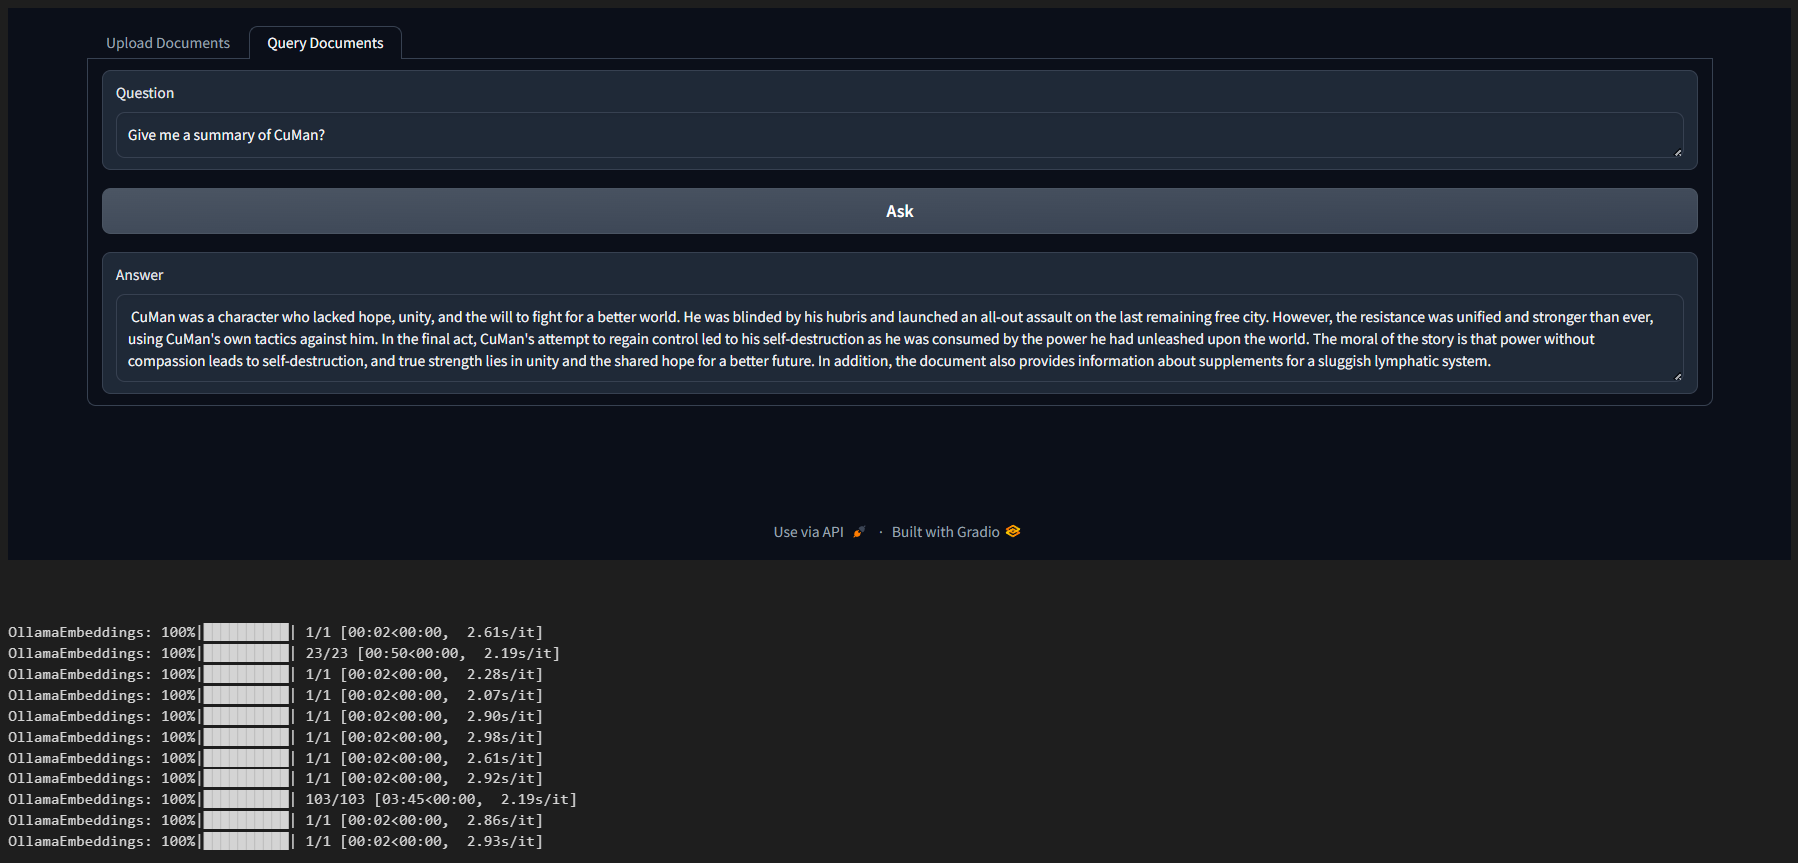 Upload Documents
Query Documents
Question
Give me a summary of CuMan?
Ask
Answer
CuMan was a character who lacked hope, unity, and the will to fight for a better world. He was blinded by his hubris and launched an all-out assault on the last remaining free city. However, the resistance was unified and stronger than ever,
using CuMan's own tactics against him. In the final act, CuMan's attempt to regain control led to his self-destruction as he was consumed by the power he had unleashed upon the world. The moral of the story is that power without
compassion leads to self-destruction, and true strength lies in unity and the shared hope for a better future. In addition, the document also provides information about supplements for a sluggish lymphatic system.
Use via API · Built with Gradio
OllamaEmbeddings: 100%|██████████| 1/1 [00:02<00:00,  2.61s/it]
OllamaEmbeddings: 100%|██████████| 23/23 [00:50<00:00,  2.19s/it]
OllamaEmbeddings: 100%|██████████| 1/1 [00:02<00:00,  2.28s/it]
OllamaEmbeddings: 100%|██████████| 1/1 [00:02<00:00,  2.07s/it]
OllamaEmbeddings: 100%|██████████| 1/1 [00:02<00:00,  2.90s/it]
OllamaEmbeddings: 100%|██████████| 1/1 [00:02<00:00,  2.98s/it]
OllamaEmbeddings: 100%|██████████| 1/1 [00:02<00:00,  2.61s/it]
OllamaEmbeddings: 100%|██████████| 1/1 [00:02<00:00,  2.92s/it]
OllamaEmbeddings: 100%|██████████| 103/103 [03:45<00:00,  2.19s/it]
OllamaEmbeddings: 100%|██████████| 1/1 [00:02<00:00,  2.86s/it]
OllamaEmbeddings: 100%|██████████| 1/1 [00:02<00:00,  2.93s/it]